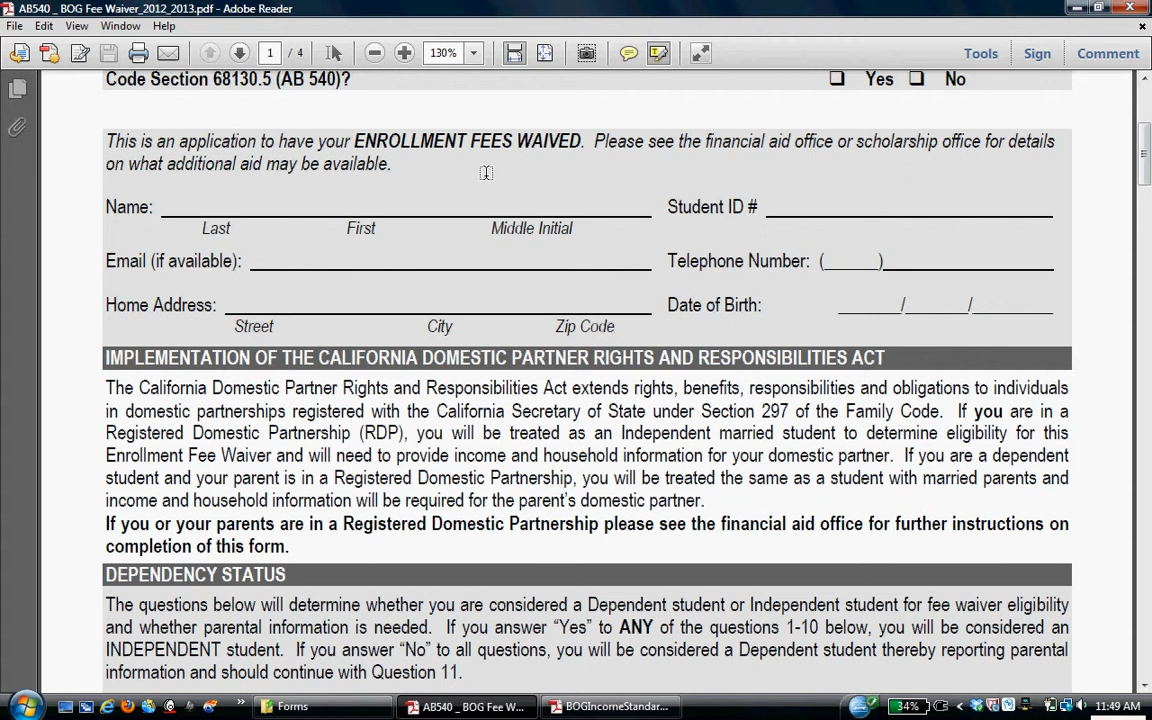 AB540 _ BOG Fee Waiver_2012_2013.pdf - Adobe Reader
File Edit View Window Help
1 / 4 130% Tools Sign Comment
Code Section 68130.5 (AB 540)? ❑ Yes ❑ No
This is an application to have your ENROLLMENT FEES WAIVED. Please see the financial aid office or scholarship office for details
on what additional aid may be available.
Name: Student ID #
Last First Middle Initial
Email (if available): Telephone Number: (______)
Home Address: Date of Birth: / /
Street City Zip Code
IMPLEMENTATION OF THE CALIFORNIA DOMESTIC PARTNER RIGHTS AND RESPONSIBILITIES ACT
The California Domestic Partner Rights and Responsibilities Act extends rights, benefits, responsibilities and obligations to individuals
in domestic partnerships registered with the California Secretary of State under Section 297 of the Family Code. If you are in a
Registered Domestic Partnership (RDP), you will be treated as an Independent married student to determine eligibility for this
Enrollment Fee Waiver and will need to provide income and household information for your domestic partner. If you are a dependent
student and your parent is in a Registered Domestic Partnership, you will be treated the same as a student with married parents and
income and household information will be required for the parent's domestic partner.
If you or your parents are in a Registered Domestic Partnership please see the financial aid office for further instructions on
completion of this form.
DEPENDENCY STATUS
The questions below will determine whether you are considered a Dependent student or Independent student for fee waiver eligibility
and whether parental information is needed. If you answer “Yes” to ANY of the questions 1-10 below, you will be considered an
INDEPENDENT student. If you answer “No” to all questions, you will be considered a Dependent student thereby reporting parental
information and should continue with Question 11.
Forms AB540 _ BOG Fee W... BOGIncomeStandar... 34% 11:49 AM